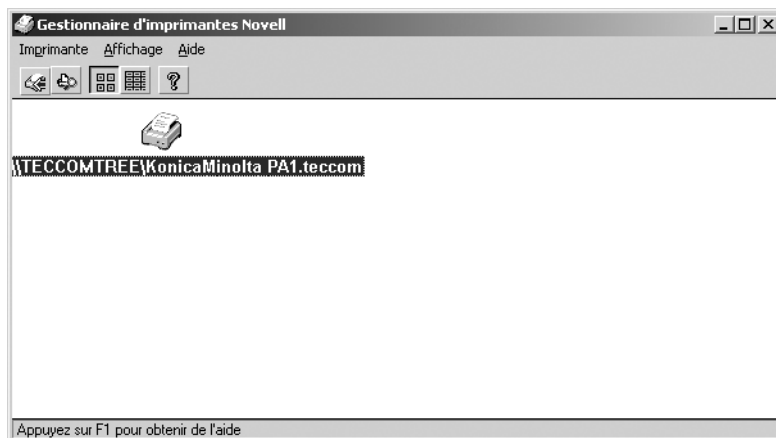 Gestionnaire d'imprimantes Novell
Imprimante Affichage Aide
\\TECCOMTREE\KonicaMinolta PA1.teccom
Appuyez sur F1 pour obtenir de l'aide